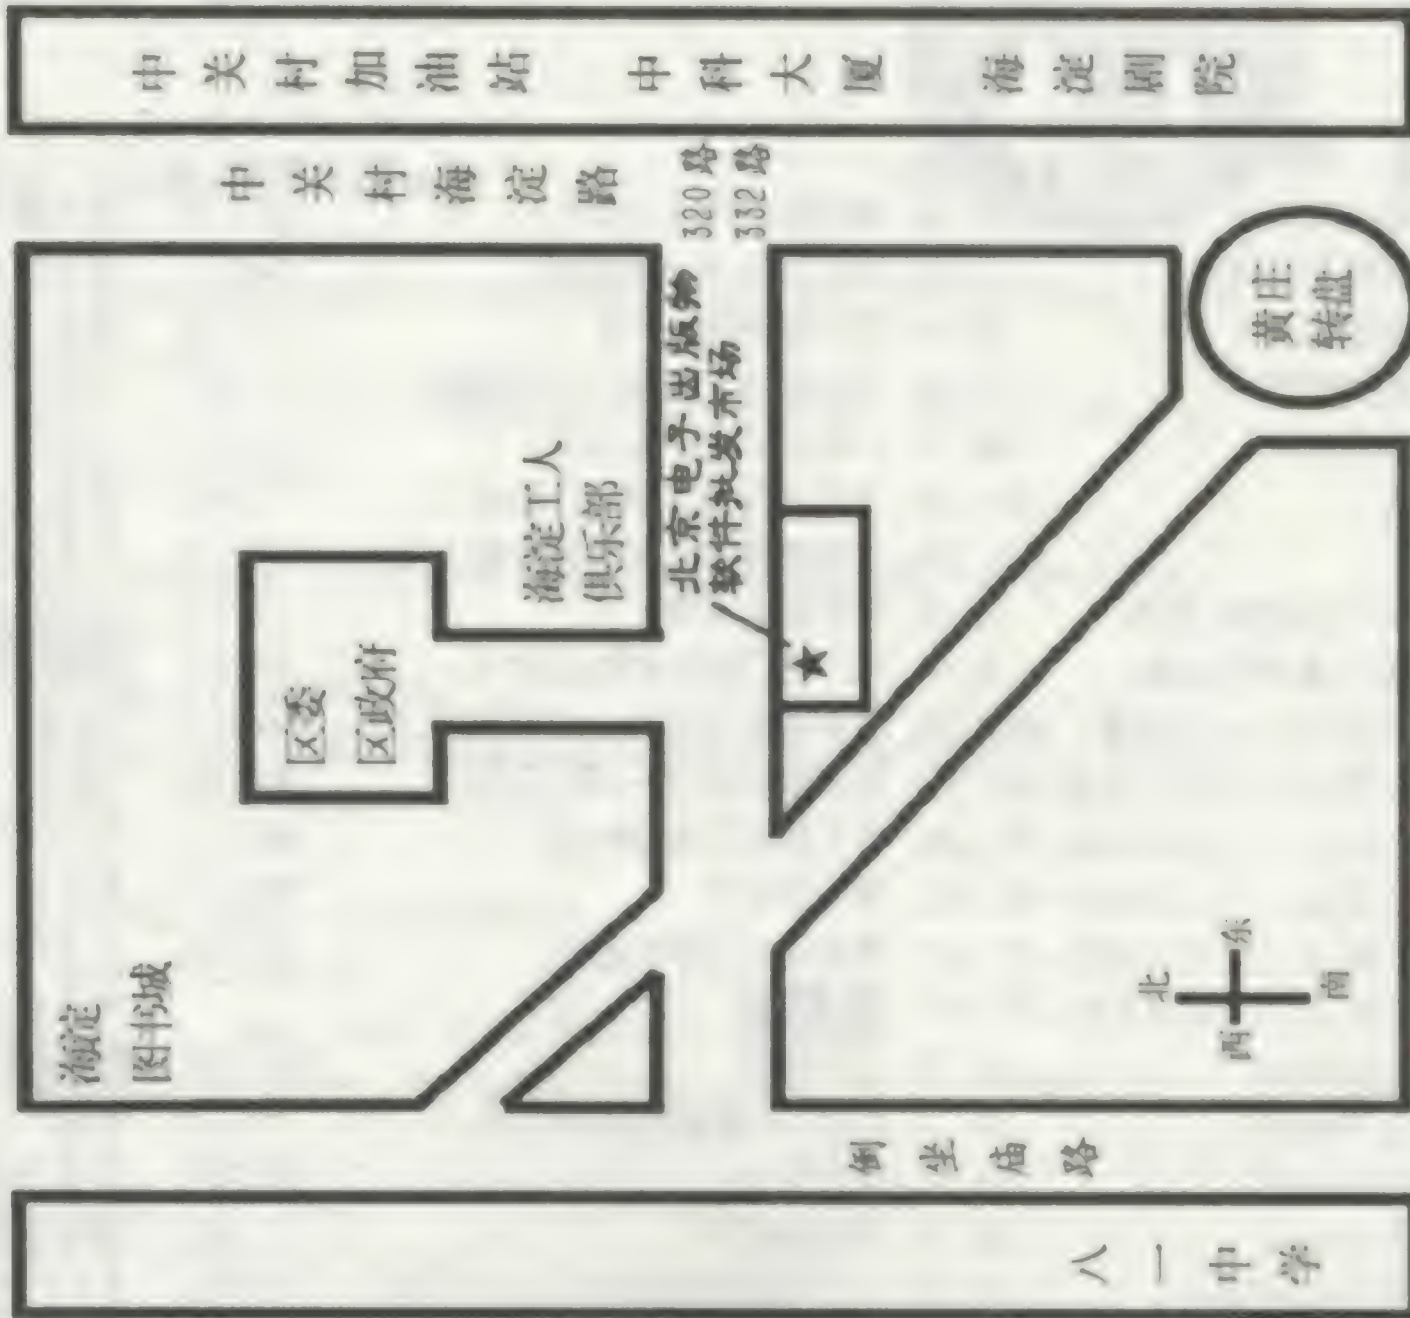 中关村加油站 中科大厦 海淀剧院
中关村海淀路
320路
332路
黄庄
转盘
北京电子出版物
软件批发市场
海淀工人
俱乐部
区委
区政府
★
海淀
图书城
北
东
西
南
倒坐庙路
八一中学